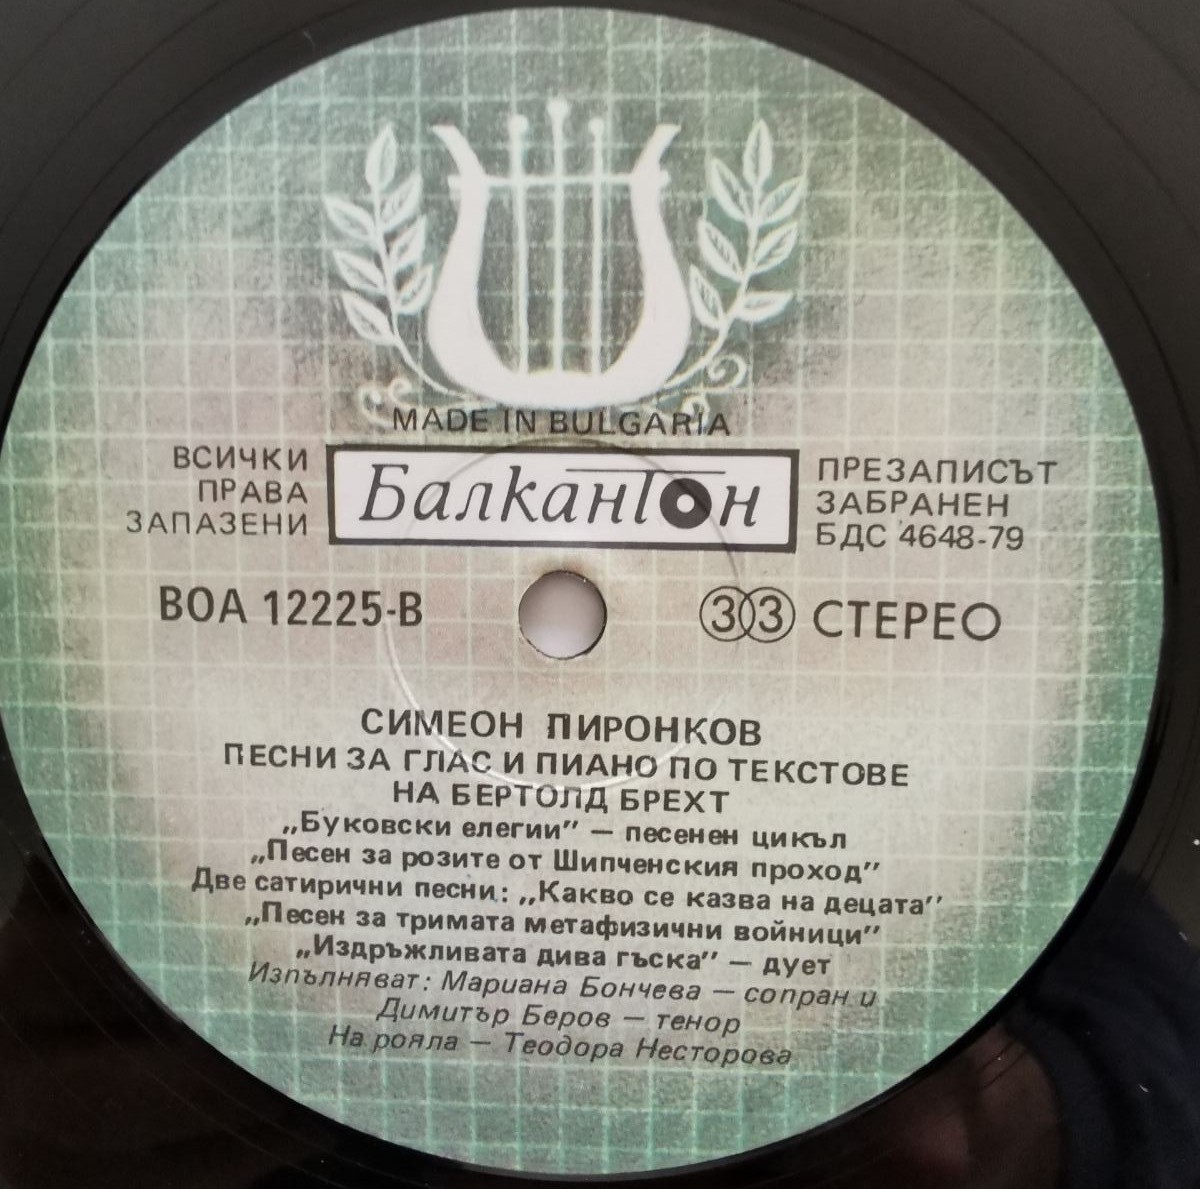 MADE IN BULGARIA
ВСИЧКИ
ПРАВА
ЗАПАЗЕНИ
Балкантон
ПРЕЗАПИСЪТ
ЗАБРАНЕН
БДС 4648-79
ВОА 12225-В
33 СТЕРЕО
СИМЕОН ПИРОНКОВ
ПЕСНИ ЗА ГЛАС И ПИАНО ПО ТЕКСТОВЕ
НА БЕРТОЛД БРЕХТ
„Буковски елегии” — песенен цикъл
„Песен за розите от Шипченския проход”
Две сатирични песни: „Какво се казва на децата”
„Песен за тримата метафизични войници”
„Издръжливата дива гъска” — дует
Изпълняват: Мариана Бончева — сопран и
Димитър Беров — тенор
На рояла — Теодора Несторова